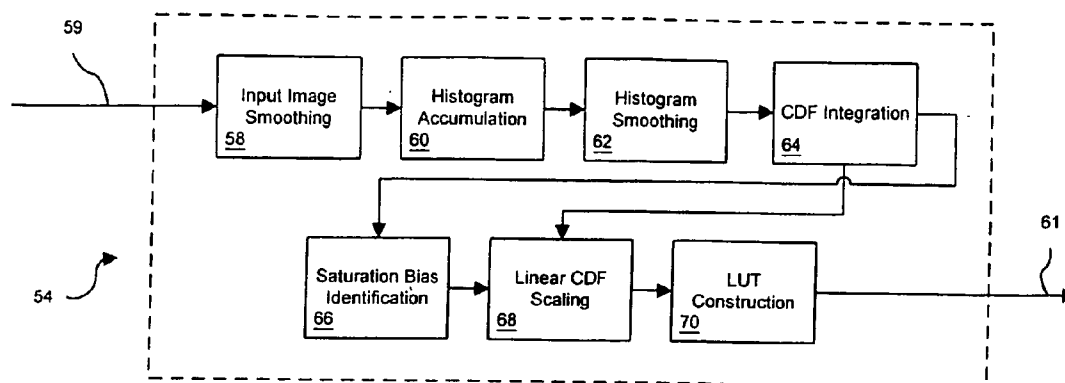 59
Input Image
Smoothing
58
Histogram
Accumulation
60
Histogram
Smoothing
62
CDF Integration
64
61
54
Saturation Bias
Identification
66
Linear CDF
Scaling
68
LUT
Construction
70